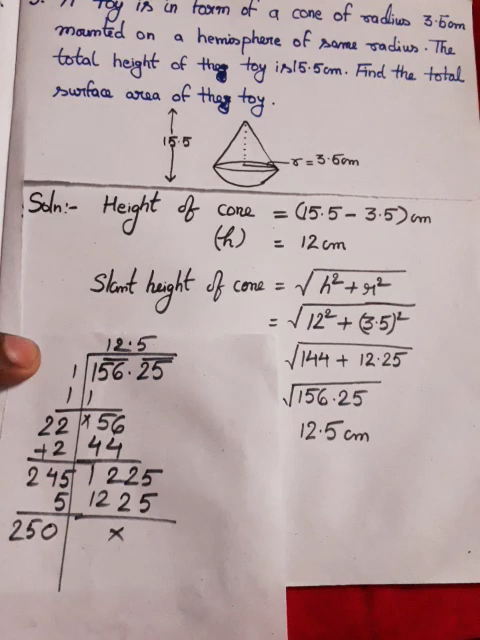 A Toy is in form of a cone of radius 3.5cm
mounted on a hemisphere of same radius. The
total height of the toy is 15.5cm. Find the total
surface area of the toy.
15.5
r = 3.5cm
Soln:- Height of cone = (15.5 - 3.5) cm
(h) = 12 cm
Slant height of cone = √h² + r²
= √12² + (3.5)²
√144 + 12.25
√156.25
12.5 cm
12.5
1 156.25
1 1
22 x 56
+2 44
245 1 225
5 1225
250 x